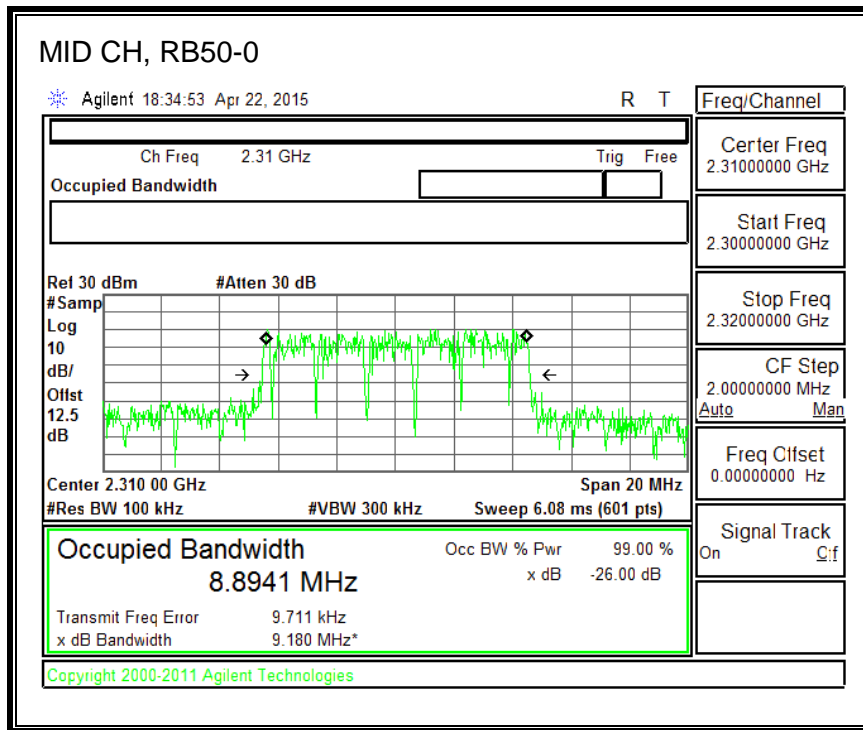 MID CH, RB50-0
Agilent 18:34:53 Apr 22, 2015 R T Freq/Channel
Ch Freq 2.31 GHz Trig Free
Occupied Bandwidth
Center Freq
2.31000000 GHz
Start Freq
2.30000000 GHz
Stop Freq
2.32000000 GHz
CF Step
2.00000000 MHz
Auto Man
Freq Offset
0.00000000 Hz
Signal Track
On Off
Ref 30 dBm #Atten 30 dB
#Samp
Log
10
dB/
Offst
12.5
dB
Center 2.310 00 GHz Span 20 MHz
#Res BW 100 kHz #VBW 300 kHz Sweep 6.08 ms (601 pts)
Occupied Bandwidth Occ BW % Pwr 99.00 %
8.8941 MHz x dB -26.00 dB
Transmit Freq Error 9.711 kHz
x dB Bandwidth 9.180 MHz*
Copyright 2000-2011 Agilent Technologies